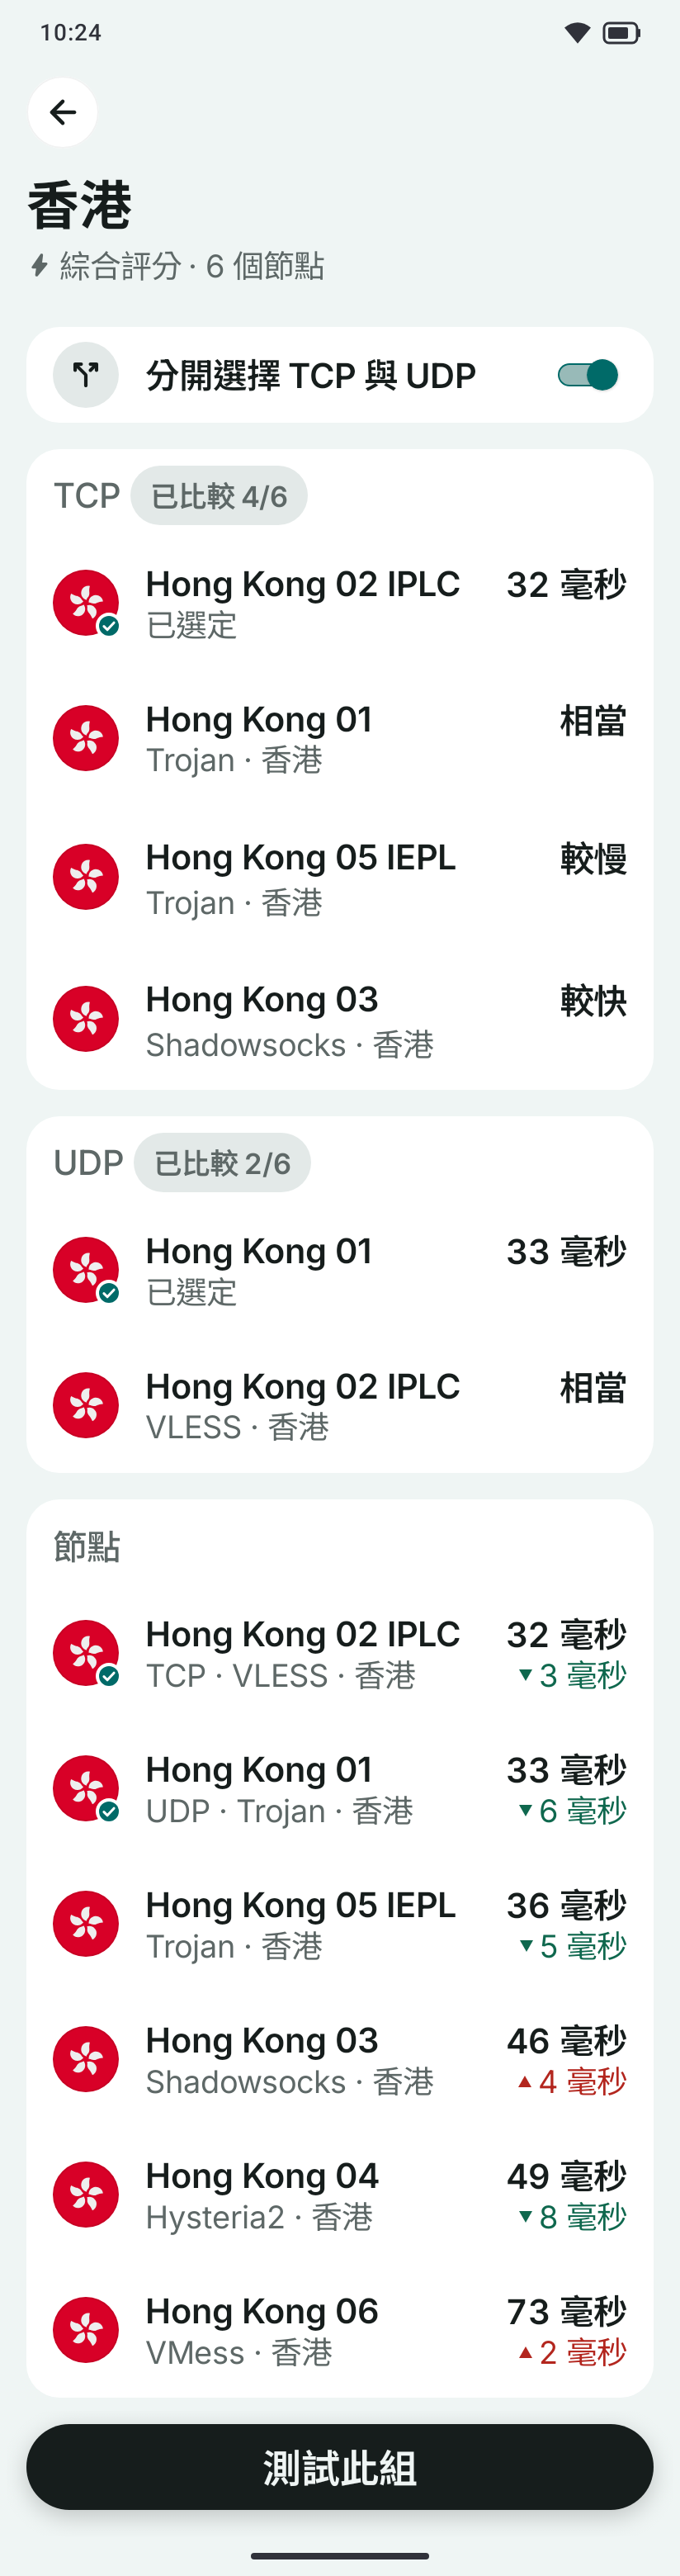 10:24
香港
綜合評分 · 6 個節點
分開選擇 TCP 與 UDP
TCP 已比較 4/6
Hong Kong 02 IPLC 32 毫秒
已選定
Hong Kong 01 相當
Trojan · 香港
Hong Kong 05 IEPL 較慢
Trojan · 香港
Hong Kong 03 較快
Shadowsocks · 香港
UDP 已比較 2/6
Hong Kong 01 33 毫秒
已選定
Hong Kong 02 IPLC 相當
VLESS · 香港
節點
Hong Kong 02 IPLC 32 毫秒
TCP · VLESS · 香港 ▼3 毫秒
Hong Kong 01 33 毫秒
UDP · Trojan · 香港 ▼6 毫秒
Hong Kong 05 IEPL 36 毫秒
Trojan · 香港 ▼5 毫秒
Hong Kong 03 46 毫秒
Shadowsocks · 香港 ▲4 毫秒
Hong Kong 04 49 毫秒
Hysteria2 · 香港 ▼8 毫秒
Hong Kong 06 73 毫秒
VMess · 香港 ▲2 毫秒
測試此組